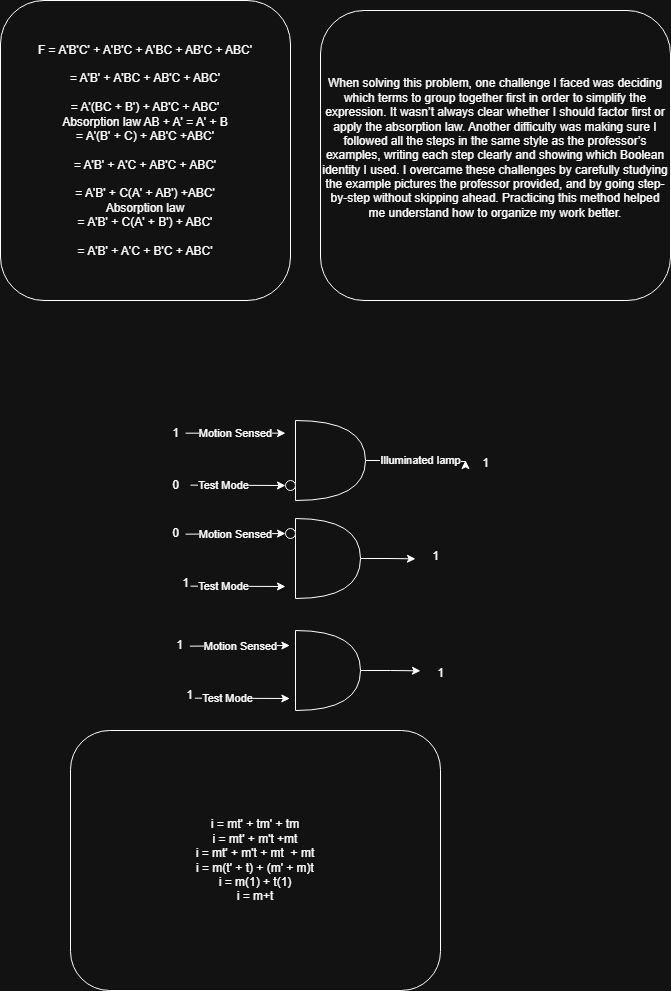 F = A'B'C' + A'B'C + A'BC + AB'C + ABC'
= A'B' + A'BC + AB'C + ABC'
= A'(BC + B') + AB'C + ABC'
Absorption law AB + A' = A' + B
= A'(B' + C) + AB'C +ABC'
= A'B' + A'C + AB'C + ABC'
= A'B' + C(A' + AB') +ABC'
Absorption law
= A'B' + C(A' + B') + ABC'
= A'B' + A'C + B'C + ABC'
When solving this problem, one challenge I faced was deciding
which terms to group together first in order to simplify the
expression. It wasn't always clear whether I should factor first or
apply the absorption law. Another difficulty was making sure I
followed all the steps in the same style as the professor's
examples, writing each step clearly and showing which Boolean
identity I used. I overcame these challenges by carefully studying
the example pictures the professor provided, and by going step-
by-step without skipping ahead. Practicing this method helped
me understand how to organize my work better.
1 Motion Sensed
Illuminated lamp 1
0 Test Mode
0 Motion Sensed
1
1 Test Mode
1 Motion Sensed
1
1 Test Mode
i = mt' + tm' + tm
i = mt' + m't +mt
i = mt' + m't + mt + mt
i = m(t' + t) + (m' + m)t
i = m(1) + t(1)
i = m+t